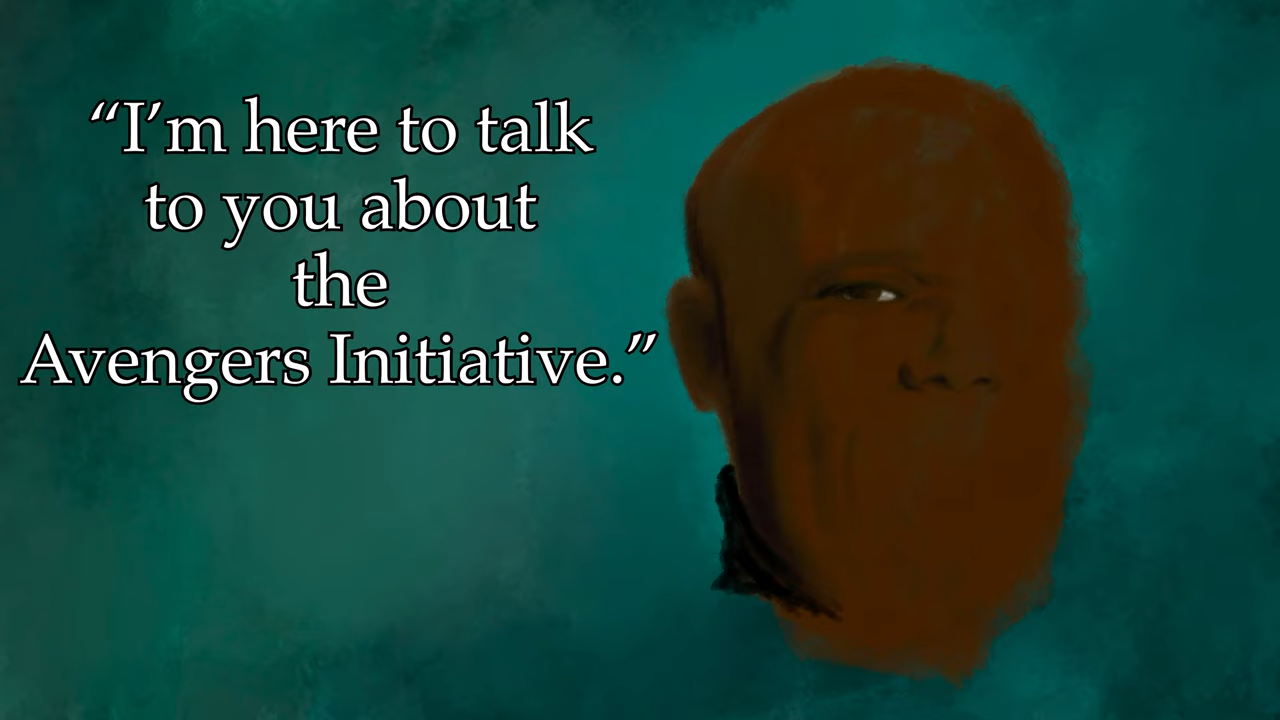 “I’m here to talk
to you about
the
Avengers Initiative.”